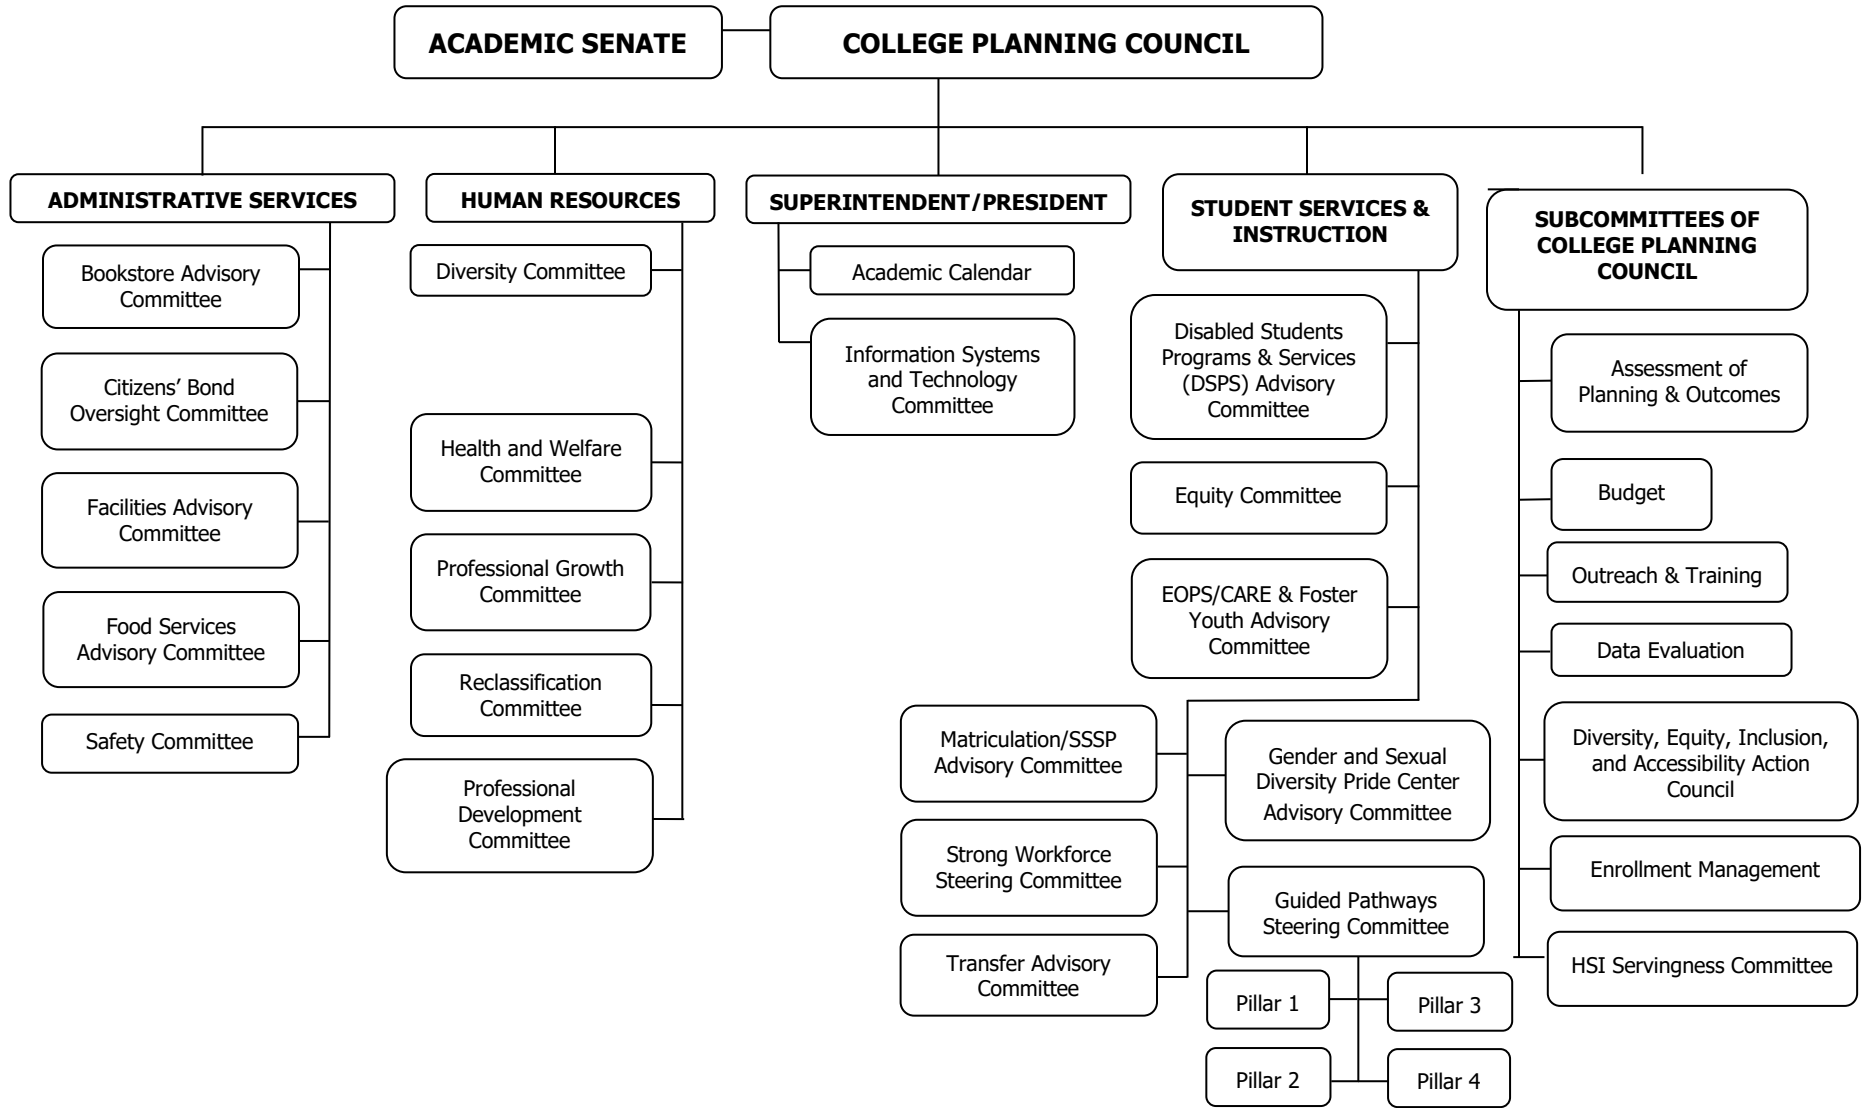 ACADEMIC SENATE
COLLEGE PLANNING COUNCIL
ADMINISTRATIVE SERVICES
Bookstore Advisory
Committee
Citizens’ Bond
Oversight Committee
Facilities Advisory
Committee
Food Services
Advisory Committee
Safety Committee
HUMAN RESOURCES
Diversity Committee
Health and Welfare
Committee
Professional Growth
Committee
Reclassification
Committee
Professional
Development
Committee
SUPERINTENDENT/PRESIDENT
Academic Calendar
Information Systems
and Technology
Committee
STUDENT SERVICES &
INSTRUCTION
Disabled Students
Programs & Services
(DSPS) Advisory
Committee
Equity Committee
EOPS/CARE & Foster
Youth Advisory
Committee
Matriculation/SSSP
Advisory Committee
Strong Workforce
Steering Committee
Transfer Advisory
Committee
Gender and Sexual
Diversity Pride Center
Advisory Committee
Guided Pathways
Steering Committee
Pillar 1
Pillar 3
Pillar 2
Pillar 4
SUBCOMMITTEES OF
COLLEGE PLANNING
COUNCIL
Assessment of
Planning & Outcomes
Budget
Outreach & Training
Data Evaluation
Diversity, Equity, Inclusion,
and Accessibility Action
Council
Enrollment Management
HSI Servingness Committee